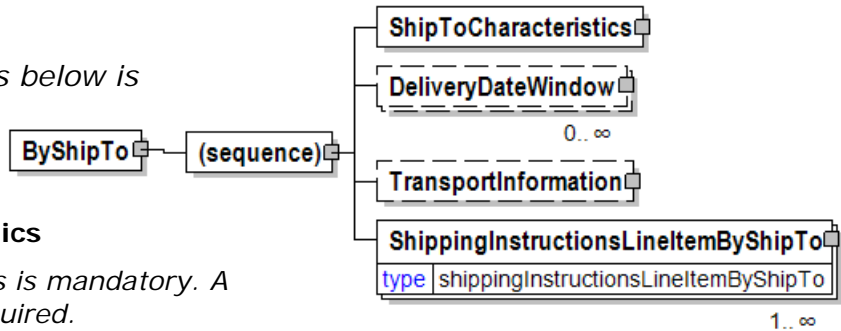 s below is
ics
s is mandatory. A
uired.
ByShipTo
(sequence)
ShipToCharacteristics
DeliveryDateWindow
0.. ∞
TransportInformation
ShippingInstructionsLineItemByShipTo
type shippingInstructionsLineItemByShipTo
1.. ∞